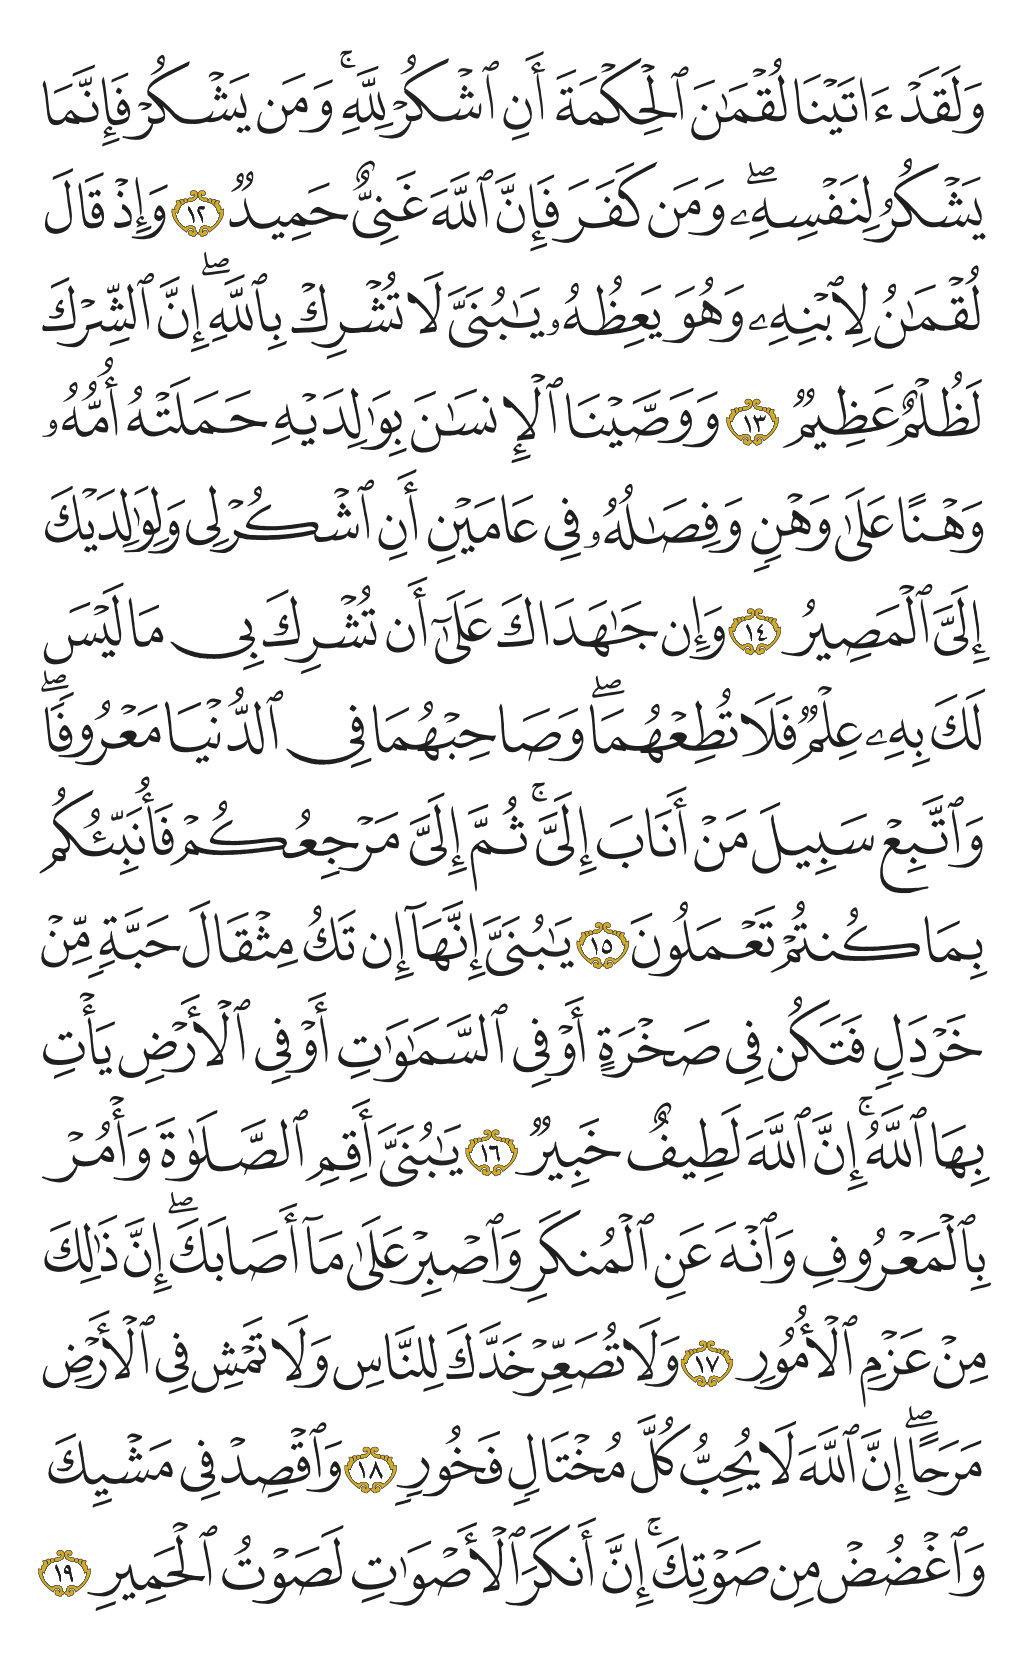 وَلَقَدْ ءَاتَيْنَا لُقْمَٰنَ ٱلْحِكْمَةَ أَنِ ٱشْكُرْ لِلَّهِ ۚ وَمَن يَشْكُرْ فَإِنَّمَا
يَشْكُرُ لِنَفْسِهِۦ ۖ وَمَن كَفَرَ فَإِنَّ ٱللَّهَ غَنِىٌّ حَمِيدٌ ١٢ وَإِذْ قَالَ
لُقْمَٰنُ لِٱبْنِهِۦ وَهُوَ يَعِظُهُۥ يَٰبُنَىَّ لَا تُشْرِكْ بِٱللَّهِ ۖ إِنَّ ٱلشِّرْكَ
لَظُلْمٌ عَظِيمٌ ١٣ وَوَصَّيْنَا ٱلْإِنسَٰنَ بِوَٰلِدَيْهِ حَمَلَتْهُ أُمُّهُۥ
وَهْنًا عَلَىٰ وَهْنٍ وَفِصَٰلُهُۥ فِى عَامَيْنِ أَنِ ٱشْكُرْ لِى وَلِوَٰلِدَيْكَ
إِلَىَّ ٱلْمَصِيرُ ١٤ وَإِن جَٰهَدَاكَ عَلَىٰٓ أَن تُشْرِكَ بِى مَا لَيْسَ
لَكَ بِهِۦ عِلْمٌ فَلَا تُطِعْهُمَا ۖ وَصَاحِبْهُمَا فِى ٱلدُّنْيَا مَعْرُوفًا ۖ
وَٱتَّبِعْ سَبِيلَ مَنْ أَنَابَ إِلَىَّ ۚ ثُمَّ إِلَىَّ مَرْجِعُكُمْ فَأُنَبِّئُكُم
بِمَا كُنتُمْ تَعْمَلُونَ ١٥ يَٰبُنَىَّ إِنَّهَآ إِن تَكُ مِثْقَالَ حَبَّةٍ مِّنْ
خَرْدَلٍ فَتَكُن فِى صَخْرَةٍ أَوْ فِى ٱلسَّمَٰوَٰتِ أَوْ فِى ٱلْأَرْضِ يَأْتِ
بِهَا ٱللَّهُ ۚ إِنَّ ٱللَّهَ لَطِيفٌ خَبِيرٌ ١٦ يَٰبُنَىَّ أَقِمِ ٱلصَّلَوٰةَ وَأْمُرْ
بِٱلْمَعْرُوفِ وَٱنْهَ عَنِ ٱلْمُنكَرِ وَٱصْبِرْ عَلَىٰ مَآ أَصَابَكَ ۖ إِنَّ ذَٰلِكَ
مِنْ عَزْمِ ٱلْأُمُورِ ١٧ وَلَا تُصَعِّرْ خَدَّكَ لِلنَّاسِ وَلَا تَمْشِ فِى ٱلْأَرْضِ
مَرَحًا ۖ إِنَّ ٱللَّهَ لَا يُحِبُّ كُلَّ مُخْتَالٍ فَخُورٍ ١٨ وَٱقْصِدْ فِى مَشْيِكَ
وَٱغْضُضْ مِن صَوْتِكَ ۚ إِنَّ أَنكَرَ ٱلْأَصْوَٰتِ لَصَوْتُ ٱلْحَمِيرِ ١٩